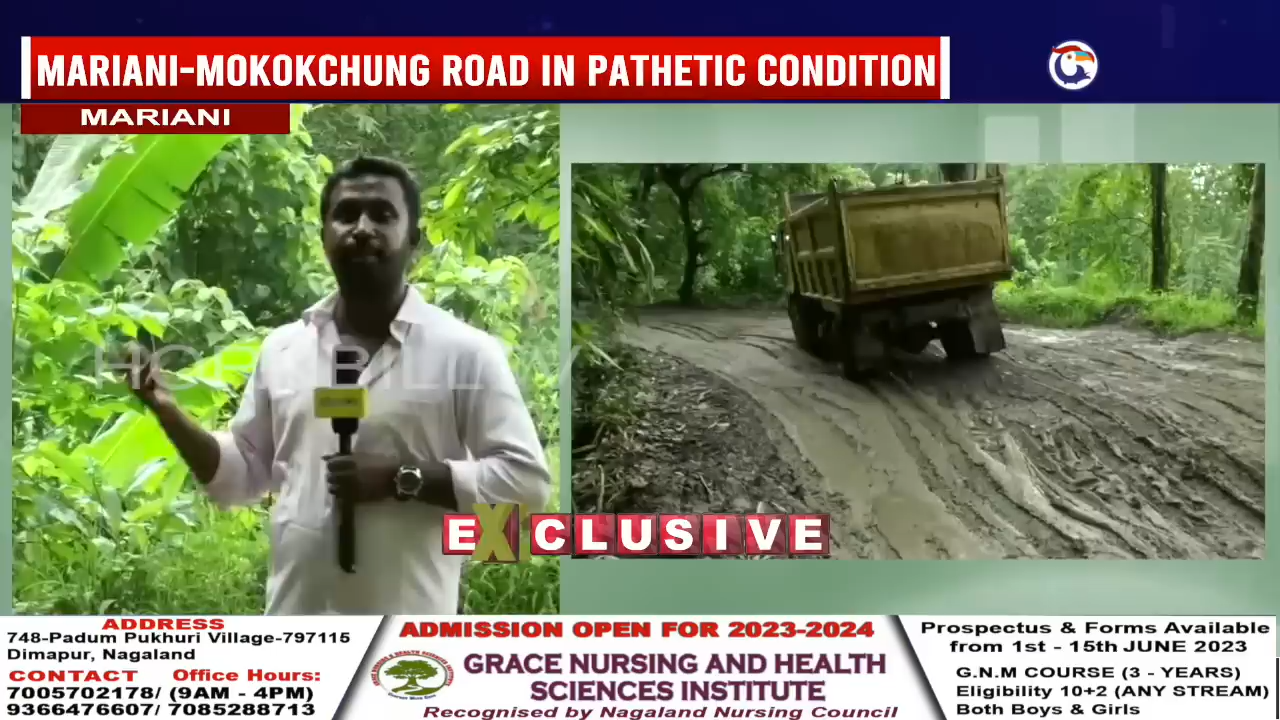 MARIANI-MOKOKCHUNG ROAD IN PATHETIC CONDITION
MARIANI
EXCLUSIVE
ADDRESS
748-Padum Pukhuri Village-797115
Dimapur, Nagaland
CONTACT Office Hours:
7005702178/ (9AM - 4PM)
9366476607/ 7085288713
ADMISSION OPEN FOR 2023-2024
GRACE NURSING AND HEALTH
SCIENCES INSTITUTE
Recognised by Nagaland Nursing Council
Prospectus & Forms Available
from 1st - 15th JUNE 2023
G.N.M COURSE (3 - YEARS)
Eligibility 10+2 (ANY STREAM)
Both Boys & Girls